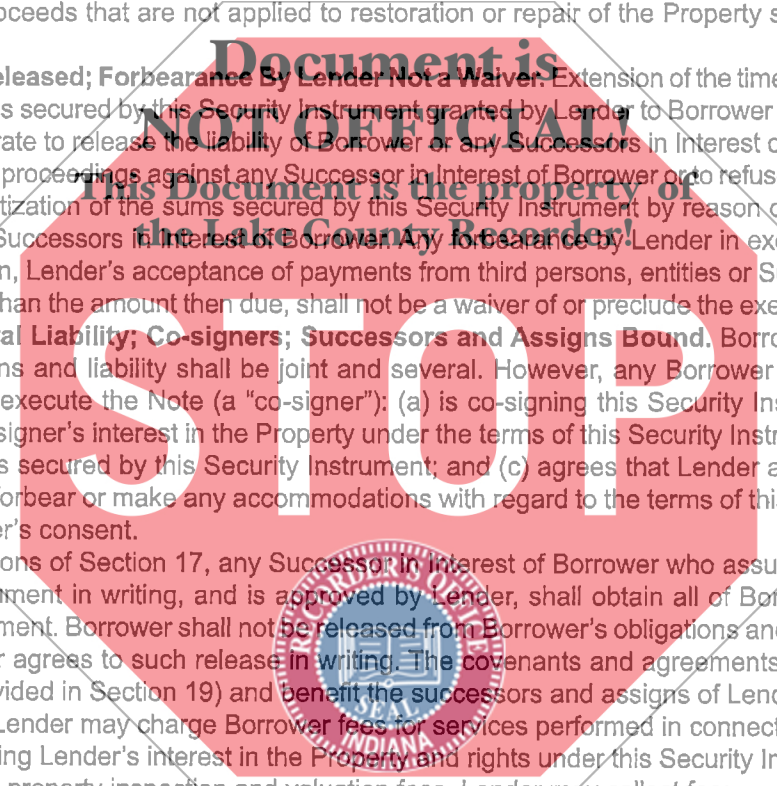 oceeds that are not applied to restoration or repair of the Property s
Document is
eleased; Forbearance By Lender Not a Waiver. Extension of the time
s secured by this Security Instrument granted by Lender to Borrower
NOT OFFICIAL!
rate to release the liability of Borrower or any Successors in Interest o
proceedings against any Successor in Interest of Borrower or to refus
This Document is the property of
tization of the sums secured by this Security Instrument by reason o
the Lake County Recorder!
Successors in Interest of Borrower. Any forbearance by Lender in exe
n, Lender's acceptance of payments from third persons, entities or S
han the amount then due, shall not be a waiver of or preclude the exe
al Liability; Co-signers; Successors and Assigns Bound. Borro
ns and liability shall be joint and several. However, any Borrower
STOP
execute the Note (a "co-signer"): (a) is co-signing this Security Ins
signer's interest in the Property under the terms of this Security Instr
s secured by this Security Instrument; and (c) agrees that Lender a
forbear or make any accommodations with regard to the terms of thi
er's consent.
ons of Section 17, any Successor in Interest of Borrower who assu
ment in writing, and is approved by Lender, shall obtain all of Bor
ment. Borrower shall not be released from Borrower's obligations and
r agrees to such release in writing. The covenants and agreements
vided in Section 19) and benefit the successors and assigns of Lend
SEAL
Lender may charge Borrower fees for services performed in connect
INDIANA
ing Lender's interest in the Property and rights under this Security In
property inspection and valuation fees. Lender may